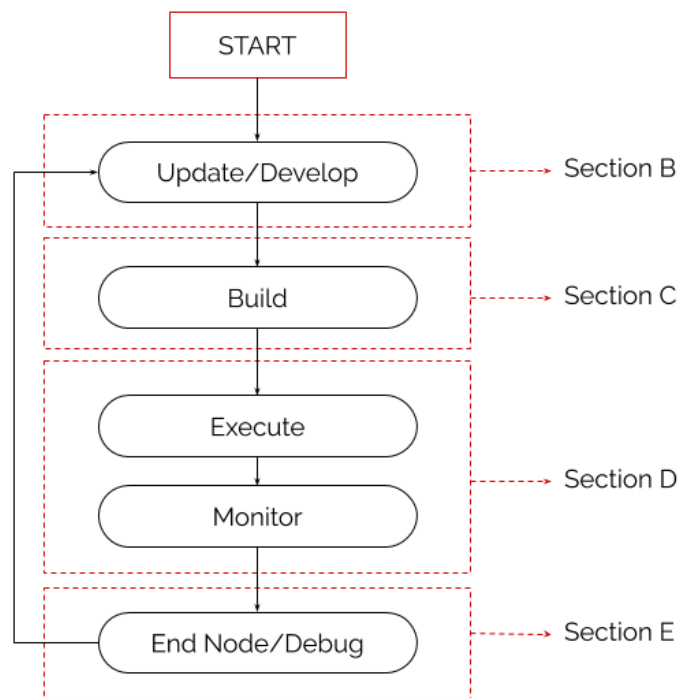 START
Update/Develop
Section B
Build
Section C
Execute
Section D
Monitor
End Node/Debug
Section E